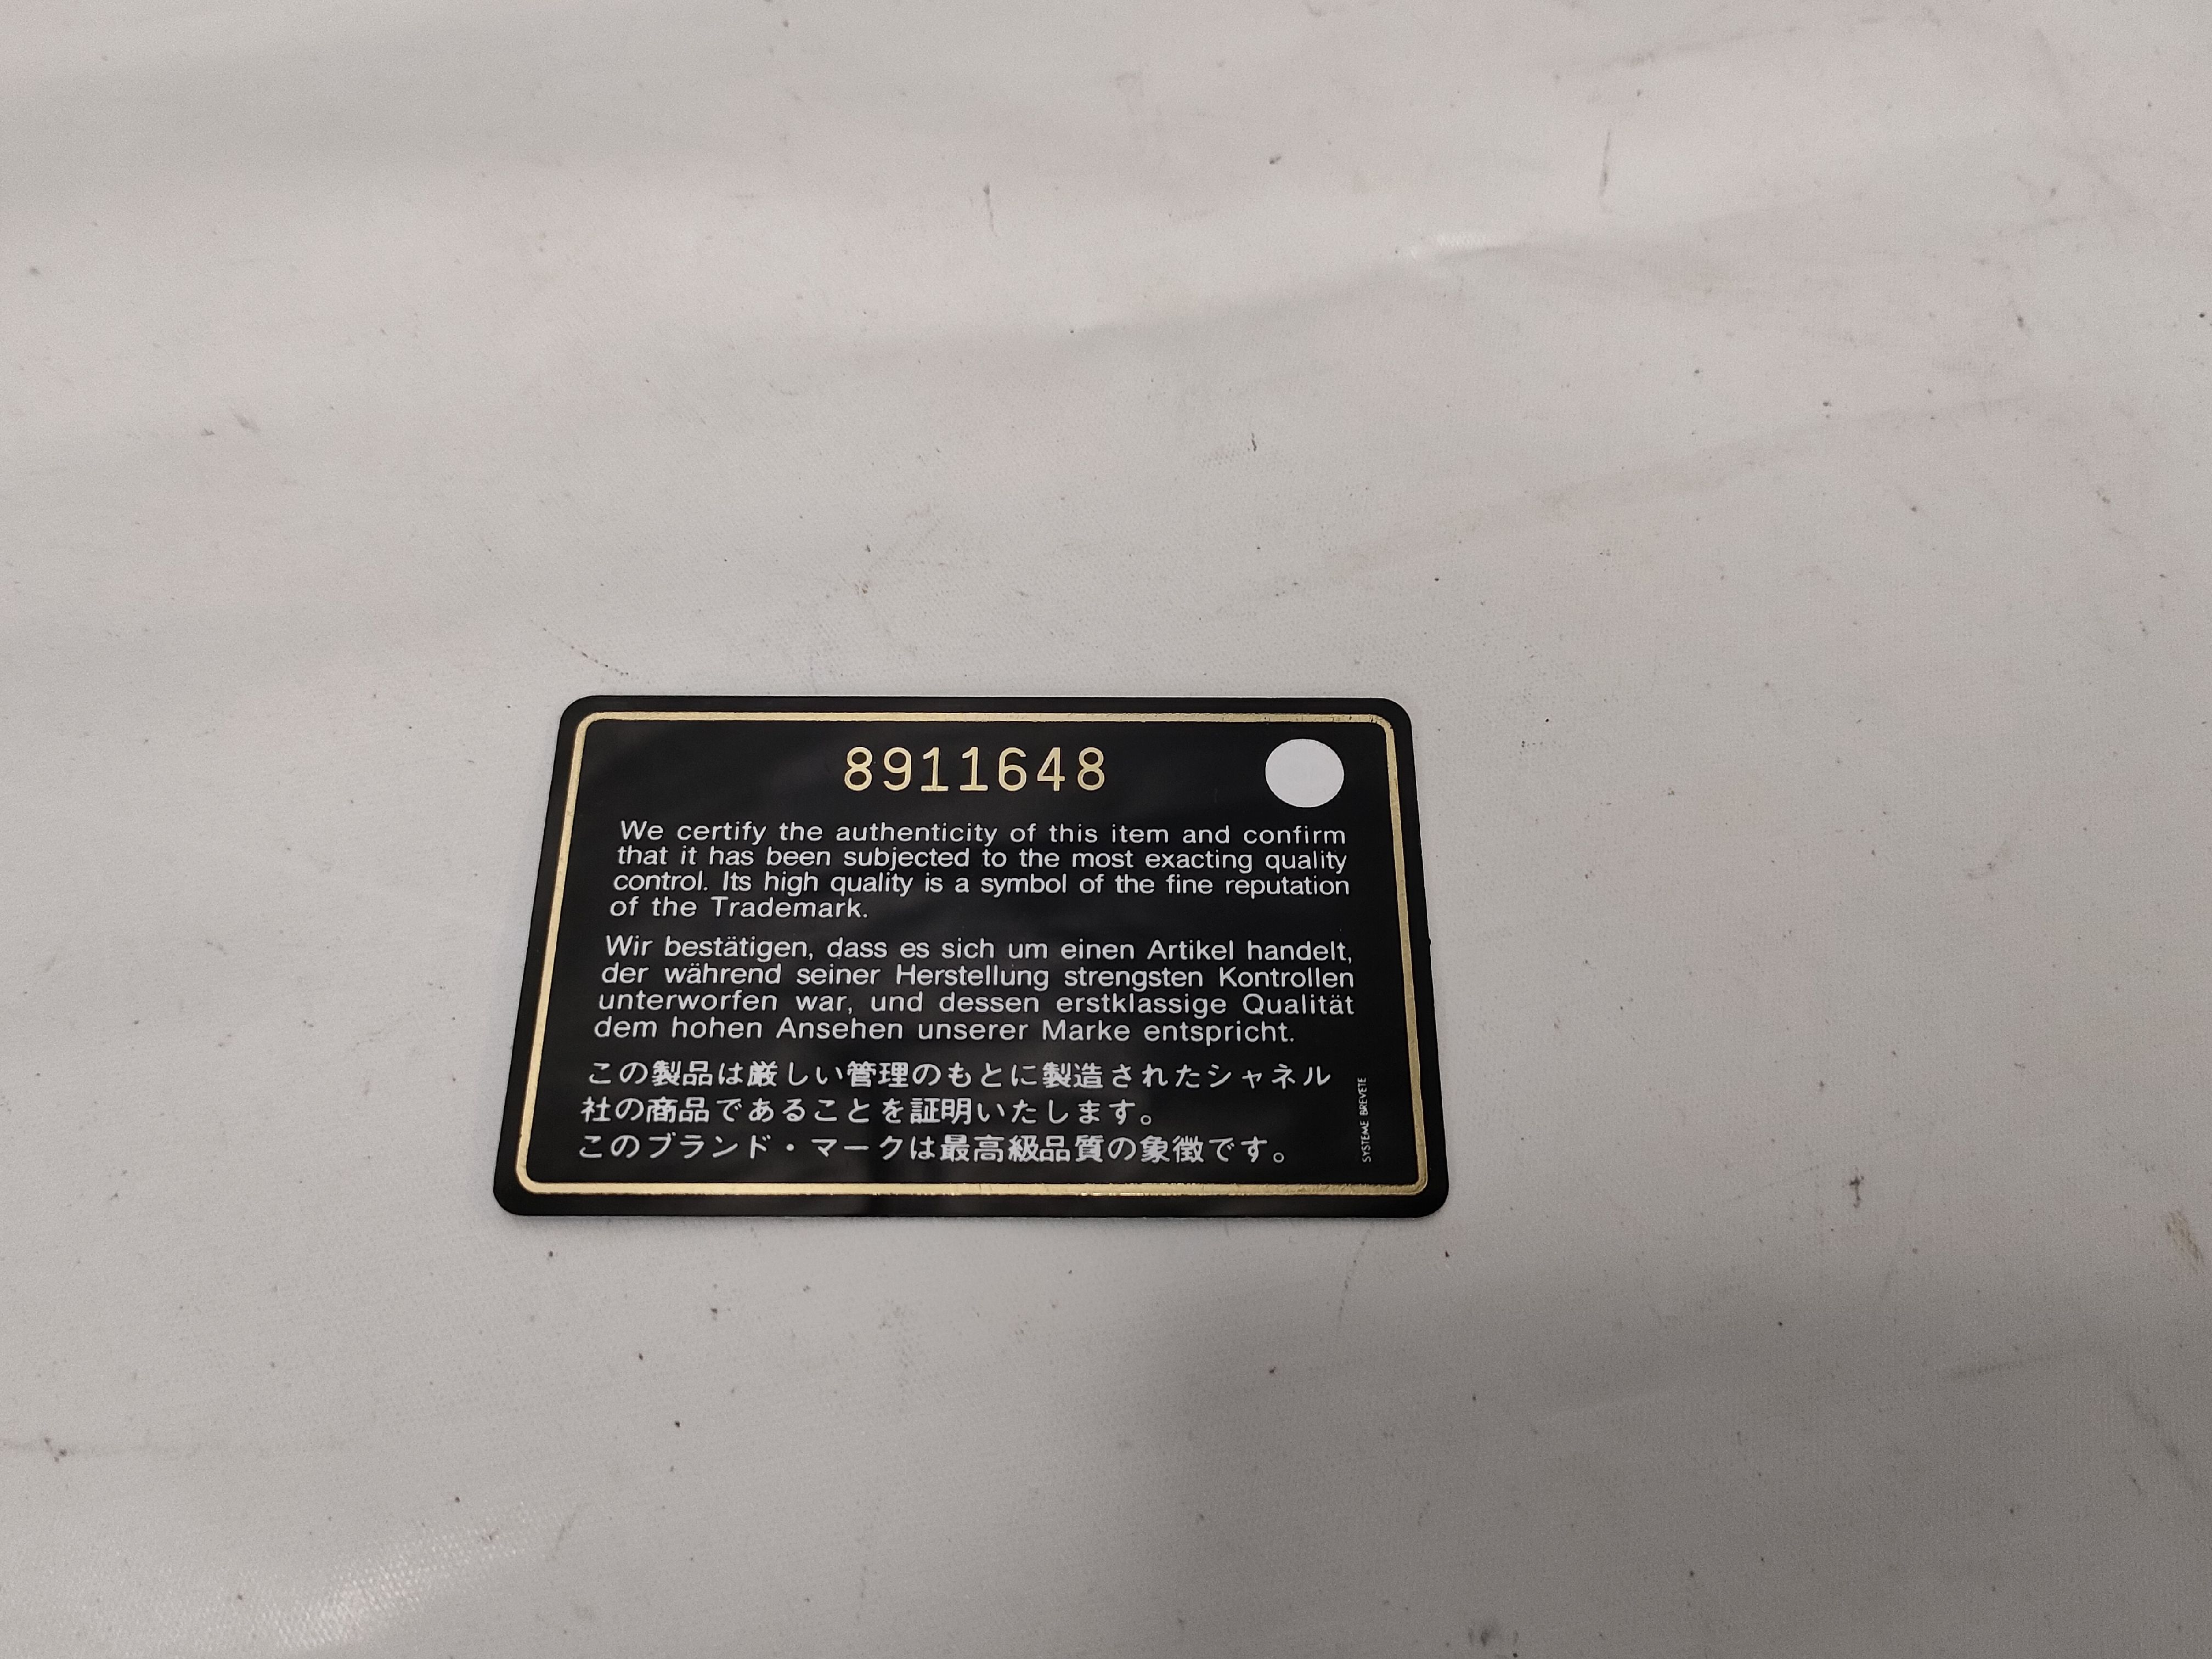 8911648
We certify the authenticity of this item and confirm
that it has been subjected to the most exacting quality
control. Its high quality is a symbol of the fine reputation
of the Trademark.
Wir bestätigen, dass es sich um einen Artikel handelt,
der während seiner Herstellung strengsten Kontrollen
unterworfen war, und dessen erstklassige Qualität
dem hohen Ansehen unserer Marke entspricht.
この製品は厳しい管理のもとに製造されたシャネル
社の商品であることを証明いたします。
このブランド・マークは最高級品質の象徴です。
SYSTEME BREVETE